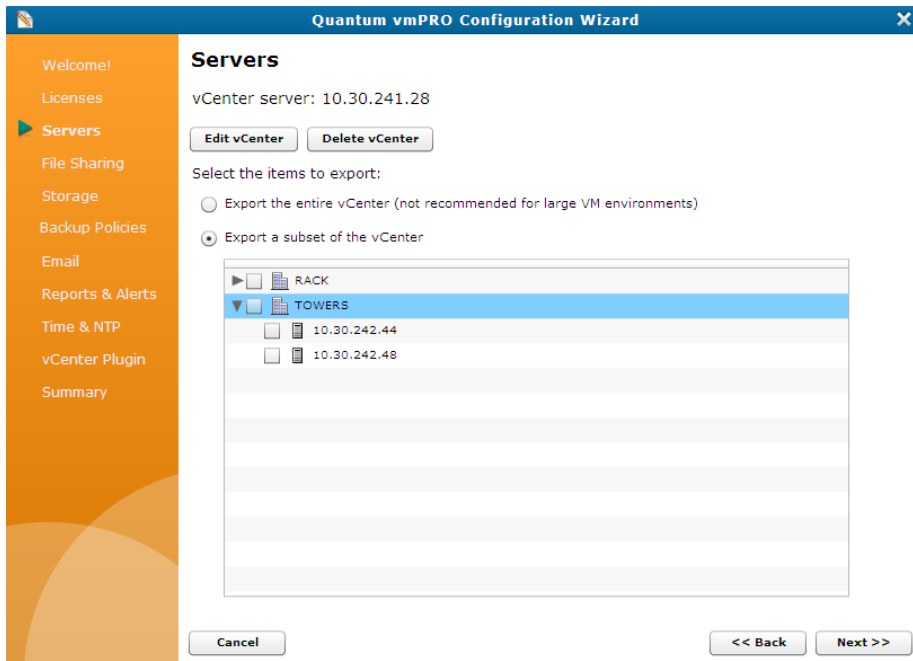 Quantum vmPRO Configuration Wizard
Welcome!
Licenses
Servers
File Sharing
Storage
Backup Policies
Email
Reports & Alerts
Time & NTP
vCenter Plugin
Summary
Servers
vCenter server: 10.30.241.28
Edit vCenter Delete vCenter
Select the items to export:
Export the entire vCenter (not recommended for large VM environments)
Export a subset of the vCenter
RACK
TOWERS
10.30.242.44
10.30.242.48
Cancel << Back Next >>